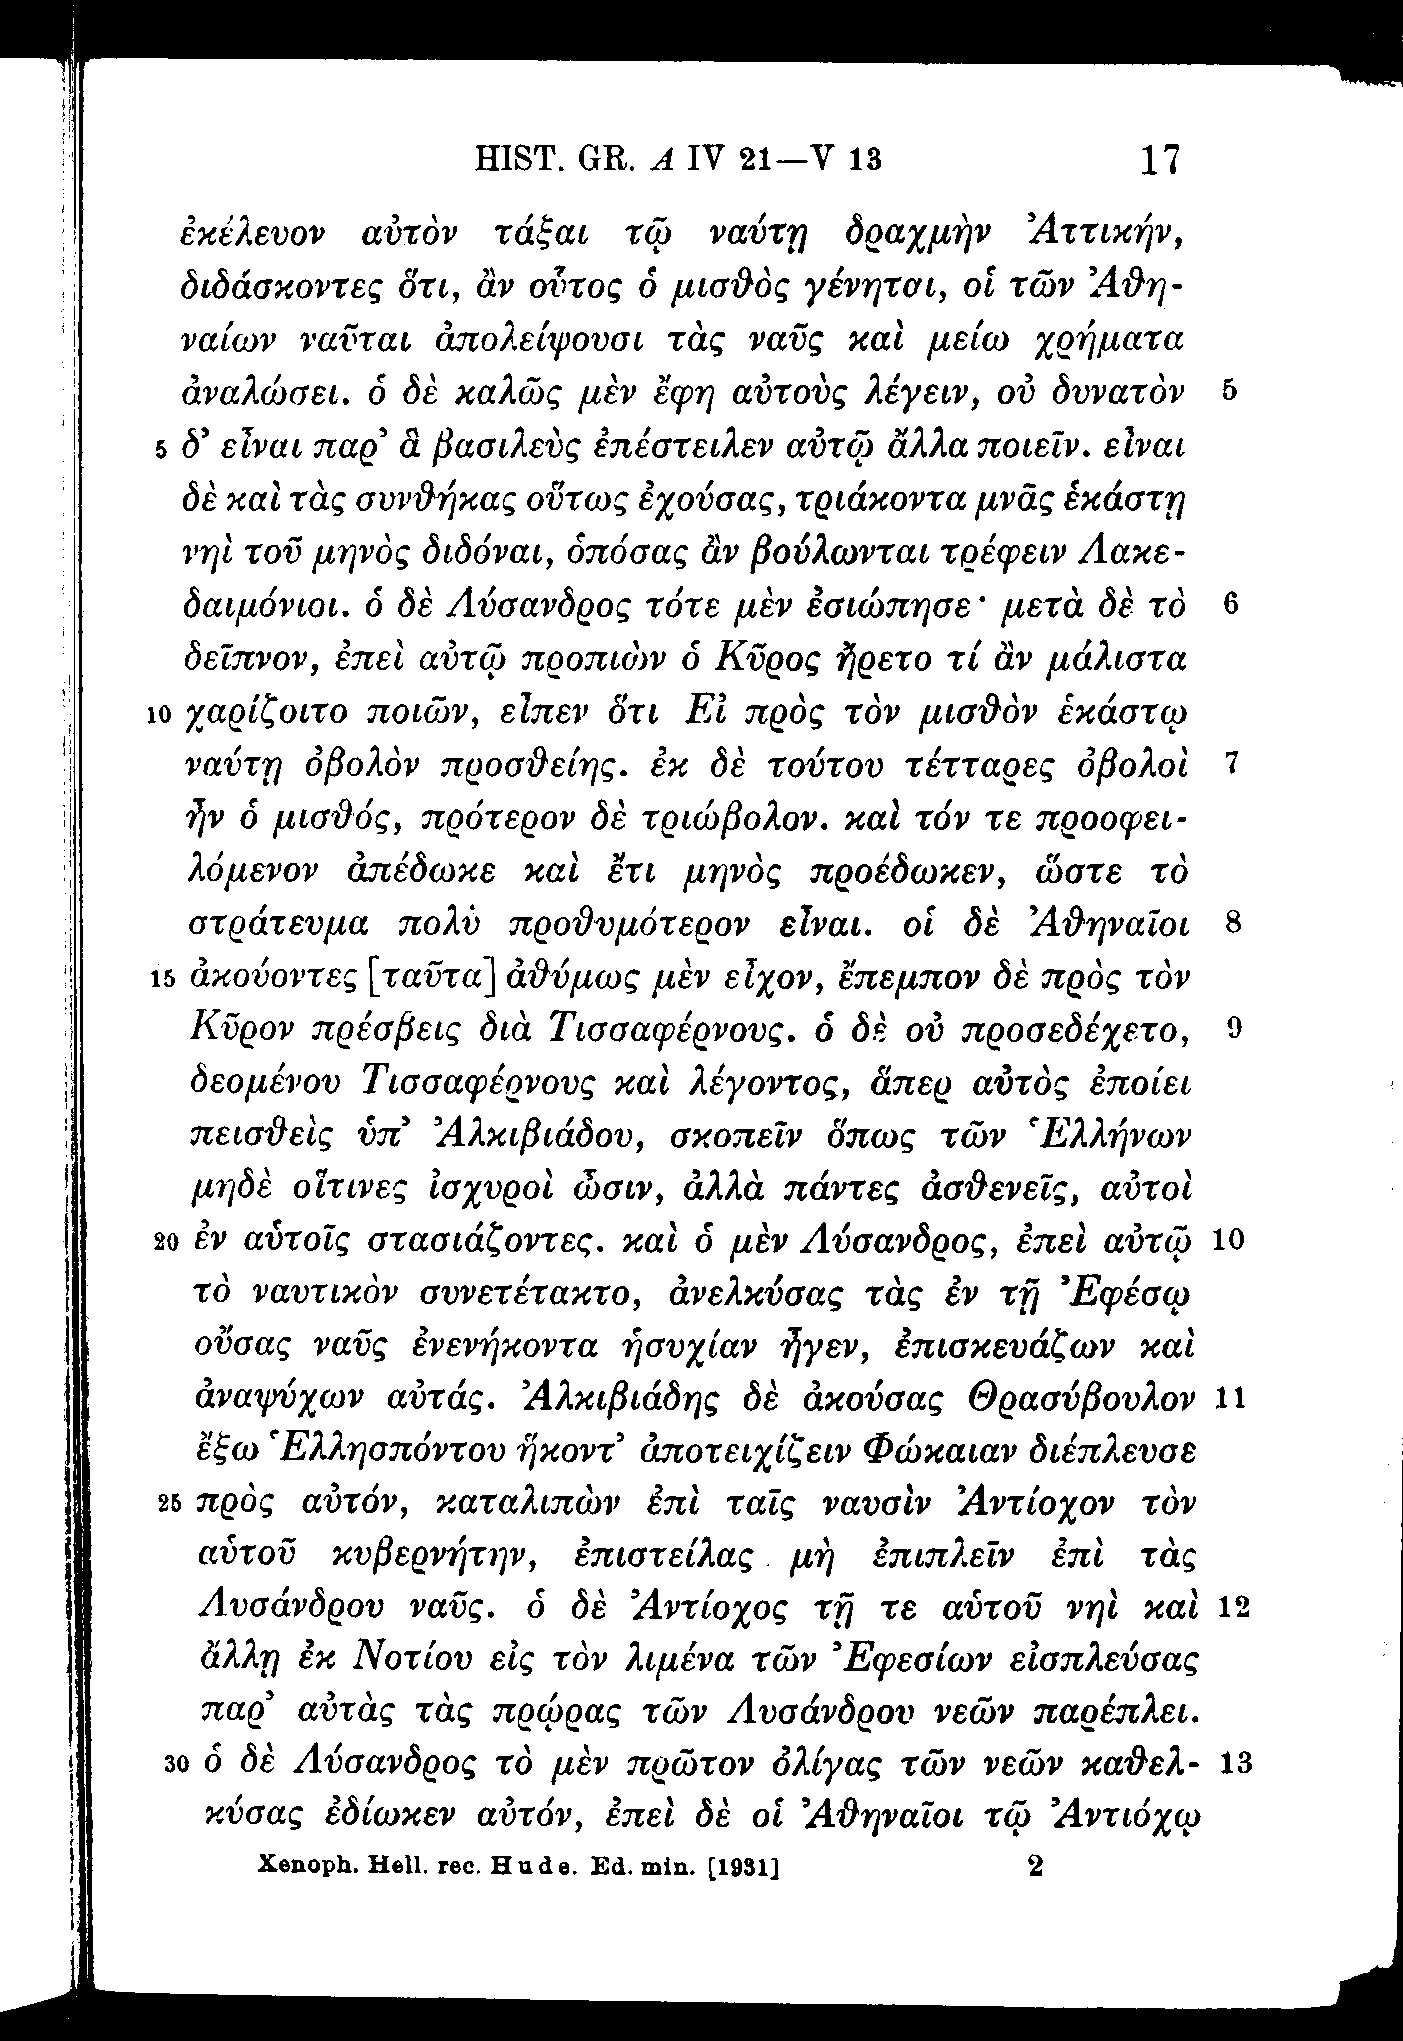 HIST. GR. A IV 21—V 13 17
ἐκέλευον αὐτὸν τάξαι τῷ ναύτῃ δραχμὴν Ἀττικήν,
διδάσκοντες ὅτι, ἂν οὗτος ὁ μισθὸς γένηται, οἱ τῶν Ἀθη-
ναίων ναῦται ἀπολείψουσι τὰς ναῦς καὶ μείω χρήματα
ἀναλώσει. ὁ δὲ καλῶς μὲν ἔφη αὐτοὺς λέγειν, οὐ δυνατὸν 5
5 δ’ εἶναι παρ’ ἃ βασιλεὺς ἐπέστειλεν αὐτῷ ἄλλα ποιεῖν. εἶναι
δὲ καὶ τὰς συνθήκας οὕτως ἐχούσας, τριάκοντα μνᾶς ἑκάστῃ
νηὶ τοῦ μηνὸς διδόναι, ὁπόσας ἂν βούλωνται τρέφειν Λακε-
δαιμόνιοι. ὁ δὲ Λύσανδρος τότε μὲν ἐσιώπησε· μετὰ δὲ τὸ 6
δεῖπνον, ἐπεὶ αὐτῷ προπιὼν ὁ Κῦρος ἤρετο τί ἂν μάλιστα
10 χαρίζοιτο ποιῶν, εἶπεν ὅτι Εἰ πρὸς τὸν μισθὸν ἑκάστῳ
ναύτῃ ὀβολὸν προσθείης. ἐκ δὲ τούτου τέτταρες ὀβολοὶ 7
ἦν ὁ μισθός, πρότερον δὲ τριώβολον. καὶ τόν τε προοφει-
λόμενον ἀπέδωκε καὶ ἔτι μηνὸς προέδωκεν, ὥστε τὸ
στράτευμα πολὺ προθυμότερον εἶναι. οἱ δὲ Ἀθηναῖοι 8
15 ἀκούοντες [ταῦτα] ἀθύμως μὲν εἶχον, ἔπεμπον δὲ πρὸς τὸν
Κῦρον πρέσβεις διὰ Τισσαφέρνους. ὁ δὲ οὐ προσεδέχετο, 9
δεομένου Τισσαφέρνους καὶ λέγοντος, ἅπερ αὐτὸς ἐποίει
πεισθεὶς ὑπ’ Ἀλκιβιάδου, σκοπεῖν ὅπως τῶν Ἑλλήνων
μηδὲ οἵτινες ἰσχυροὶ ὦσιν, ἀλλὰ πάντες ἀσθενεῖς, αὐτοὶ
20 ἐν αὑτοῖς στασιάζοντες. καὶ ὁ μὲν Λύσανδρος, ἐπεὶ αὐτῷ 10
τὸ ναυτικὸν συνετέτακτο, ἀνελκύσας τὰς ἐν τῇ Ἐφέσῳ
οὔσας ναῦς ἐνενήκοντα ἡσυχίαν ἦγεν, ἐπισκευάζων καὶ
ἀναψύχων αὐτάς. Ἀλκιβιάδης δὲ ἀκούσας Θρασύβουλον 11
ἔξω Ἑλλησπόντου ἥκοντ’ ἀποτειχίζειν Φώκαιαν διέπλευσε
25 πρὸς αὐτόν, καταλιπὼν ἐπὶ ταῖς ναυσὶν Ἀντίοχον τὸν
αὑτοῦ κυβερνήτην, ἐπιστείλας μὴ ἐπιπλεῖν ἐπὶ τὰς
Λυσάνδρου ναῦς. ὁ δὲ Ἀντίοχος τῇ τε αὑτοῦ νηὶ καὶ 12
ἄλλῃ ἐκ Νοτίου εἰς τὸν λιμένα τῶν Ἐφεσίων εἰσπλεύσας
παρ’ αὐτὰς τὰς πρῴρας τῶν Λυσάνδρου νεῶν παρέπλει.
30 ὁ δὲ Λύσανδρος τὸ μὲν πρῶτον ὀλίγας τῶν νεῶν καθελ- 13
κύσας ἐδίωκεν αὐτόν, ἐπεὶ δὲ οἱ Ἀθηναῖοι τῷ Ἀντιόχῳ
Xenoph. Hell. rec. Hude. Ed. min. [1931] 2